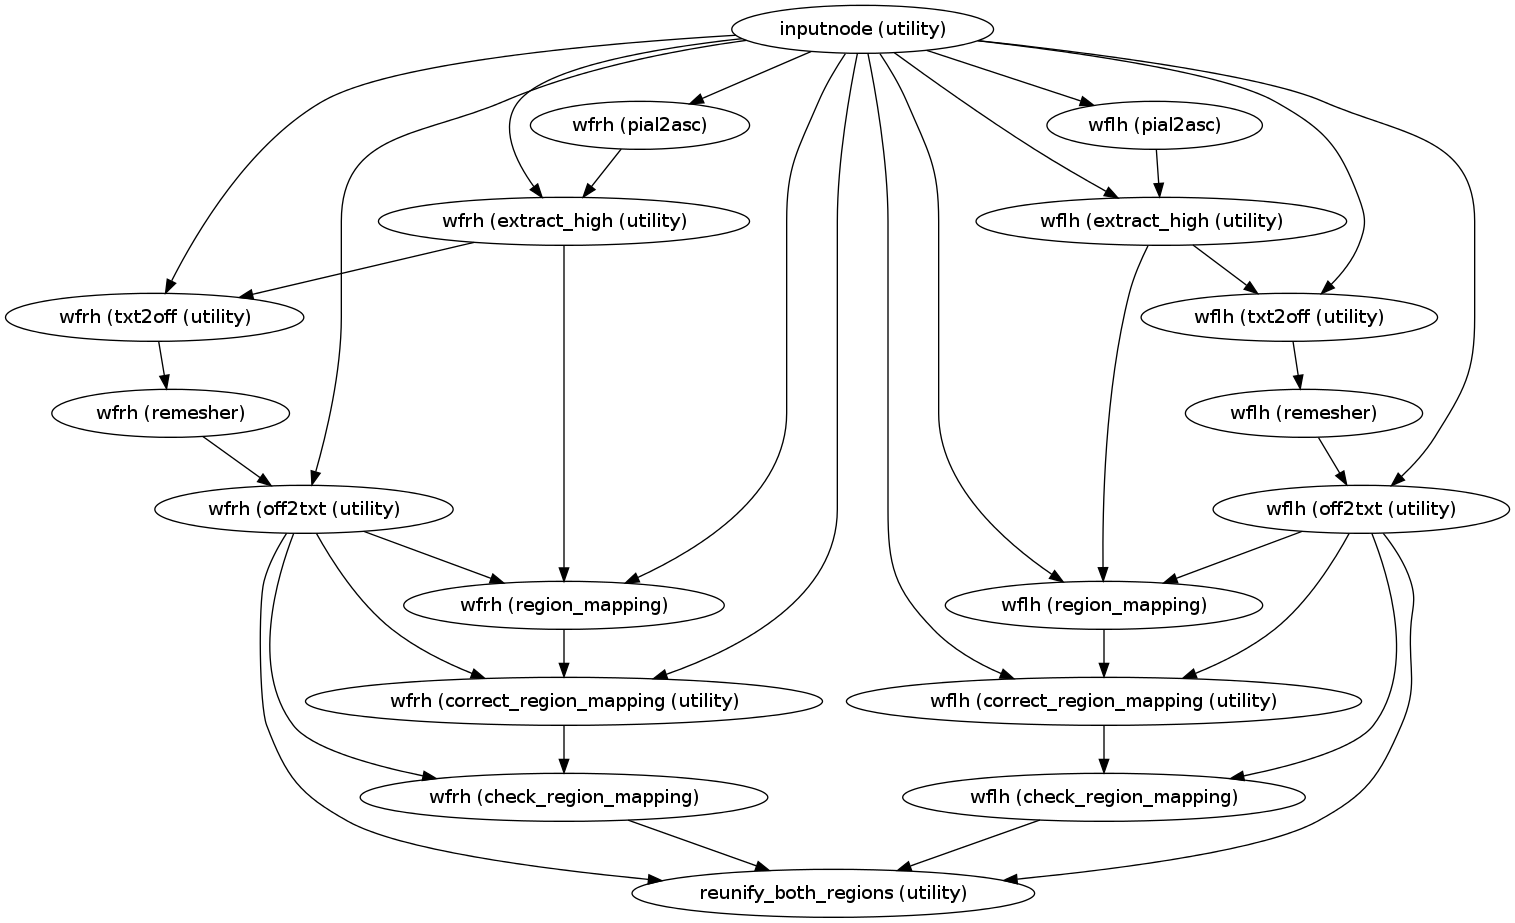 inputnode (utility)
wfrh (pial2asc)
wflh (pial2asc)
wfrh (extract_high (utility)
wflh (extract_high (utility)
wfrh (txt2off (utility)
wflh (txt2off (utility)
wfrh (remesher)
wflh (remesher)
wfrh (off2txt (utility)
wflh (off2txt (utility)
wfrh (region_mapping)
wflh (region_mapping)
wfrh (correct_region_mapping (utility)
wflh (correct_region_mapping (utility)
wfrh (check_region_mapping)
wflh (check_region_mapping)
reunify_both_regions (utility)